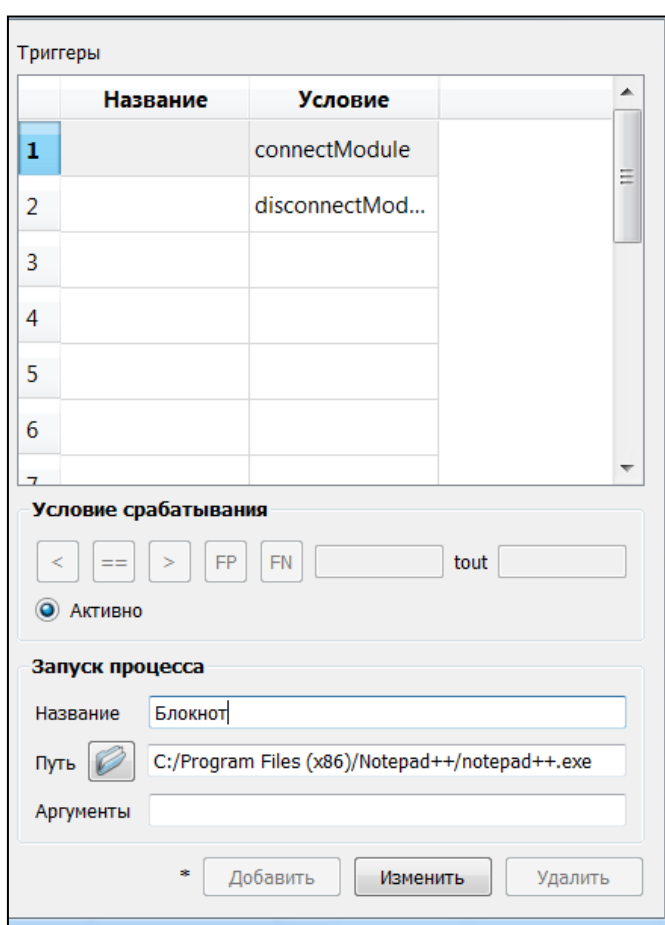 Триггеры
Название Условие
1 connectModule
2 disconnectMod...
3
4
5
6
7
Условие срабатывания
< == > FP FN tout
Активно
Запуск процесса
Название Блокнот
Путь C:/Program Files (x86)/Notepad++/notepad++.exe
Аргументы
* Добавить Изменить Удалить